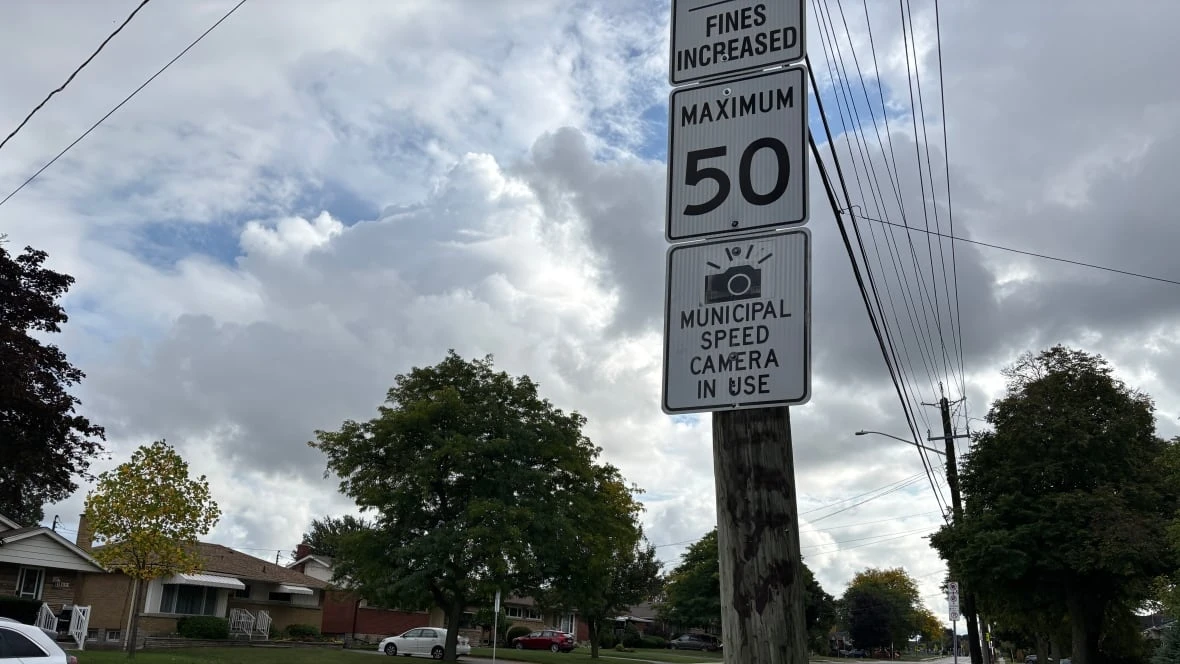 FINES
INCREASED
MAXIMUM
50
MUNICIPAL
SPEED
CAMERA
IN USE